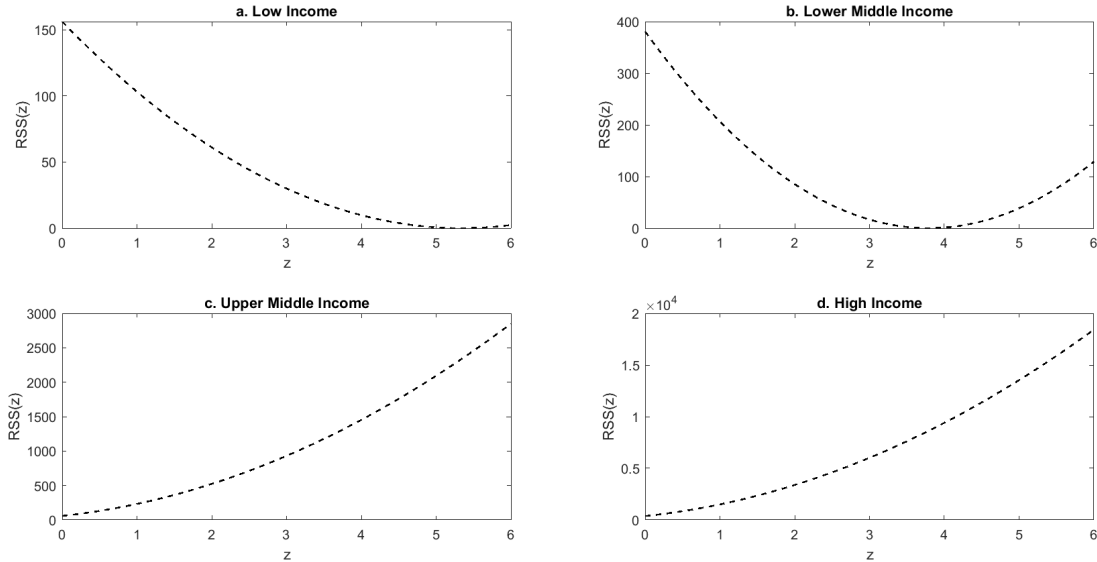 a. Low Income
150
100
50
0
RSS(z)
0 1 2 3 4 5 6
z
b. Lower Middle Income
400
300
200
100
0
RSS(z)
0 1 2 3 4 5 6
z
c. Upper Middle Income
3000
2500
2000
1500
1000
500
0
RSS(z)
0 1 2 3 4 5 6
z
d. High Income
×10⁴
2
1.5
1
0.5
0
RSS(z)
0 1 2 3 4 5 6
z